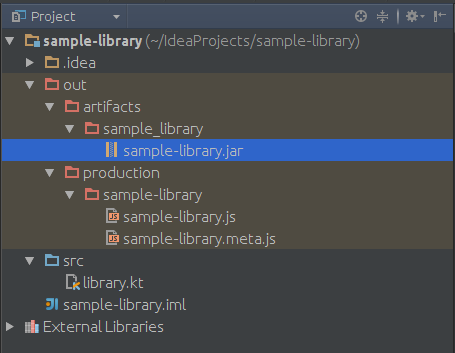 Project
sample-library (~/IdeaProjects/sample-library)
.idea
out
artifacts
sample_library
sample-library.jar
production
sample-library
sample-library.js
sample-library.meta.js
src
library.kt
sample-library.iml
External Libraries